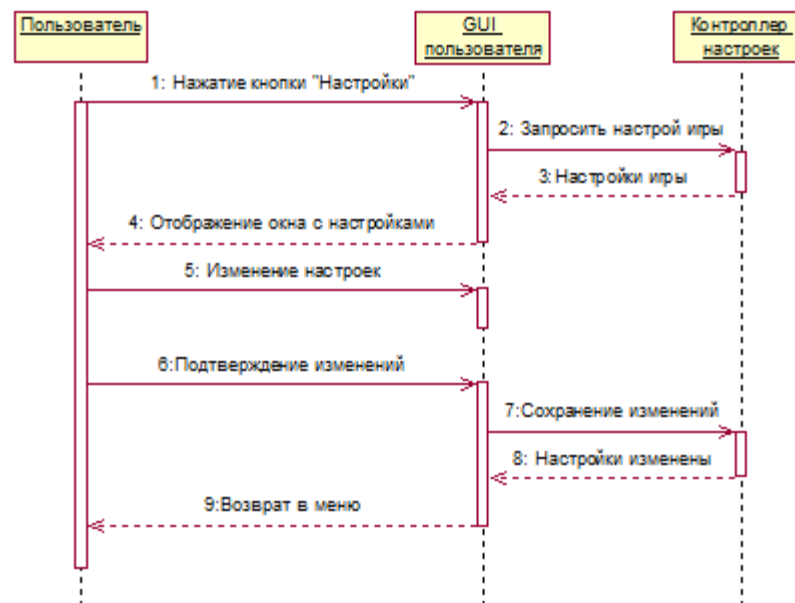 Пользователь
GUI
пользователя
Контроллер
настроек
1: Нажатие кнопки "Настройки"
2: Запросить настрой игры
3:Настройки игры
4: Отображение окна с настройками
5: Изменение настроек
6:Подтверждение изменений
7:Сохранение изменений
8: Настройки изменены
9:Возврат в меню